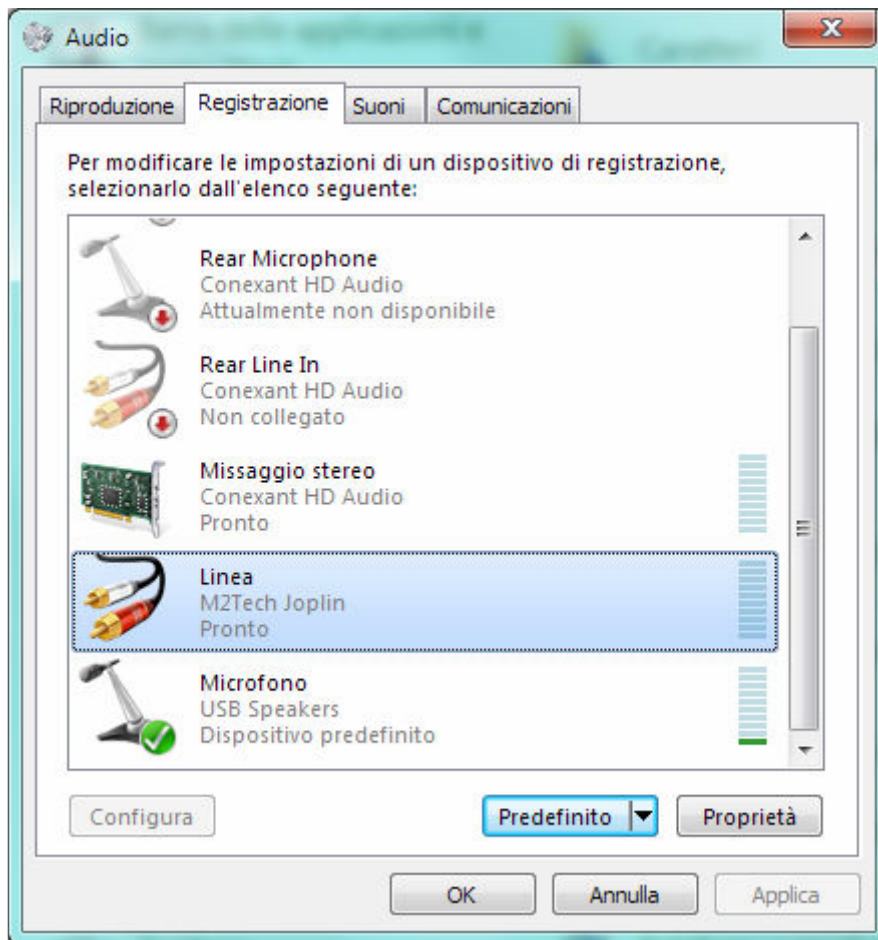 Audio
Riproduzione Registrazione Suoni Comunicazioni
Per modificare le impostazioni di un dispositivo di registrazione,
selezionarlo dall'elenco seguente:
Rear Microphone
Conexant HD Audio
Attualmente non disponibile
Rear Line In
Conexant HD Audio
Non collegato
Missaggio stereo
Conexant HD Audio
Pronto
Linea
M2Tech Joplin
Pronto
Microfono
USB Speakers
Dispositivo predefinito
Configura Predefinito Proprietà
OK Annulla Applica